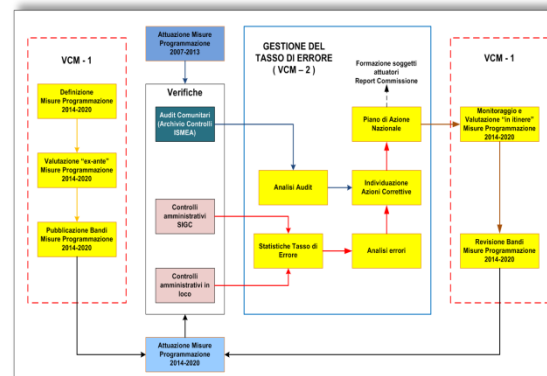 VCM - 1
Definizione
Misure Programmazione
2014-2020
Valutazione "ex-ante"
Misure Programmazione
2014-2020
Pubblicazione Bandi
Misure Programmazione
2014-2020
Attuazione Misure
Programmazione
2007-2013
Verifiche
Audit Comunitari
(Archivio Controlli
ISMEA)
Controlli
amministrativi
SIGC
Controlli
amministrativi in
loco
Attuazione Misure
Programmazione
2014-2020
GESTIONE DEL
TASSO DI ERRORE
( VCM – 2 )
Formazione soggetti
attuatori
Report Commissione
Piano di Azione
Nazionale
Analisi Audit
Individuazione
Azioni Correttive
Statistiche Tasso di
Errore
Analisi errori
VCM - 1
Monitoraggio e
Valutazione "in itinere"
Misure Programmazione
2014-2020
Revisione Bandi
Misure Programmazione
2014-2020